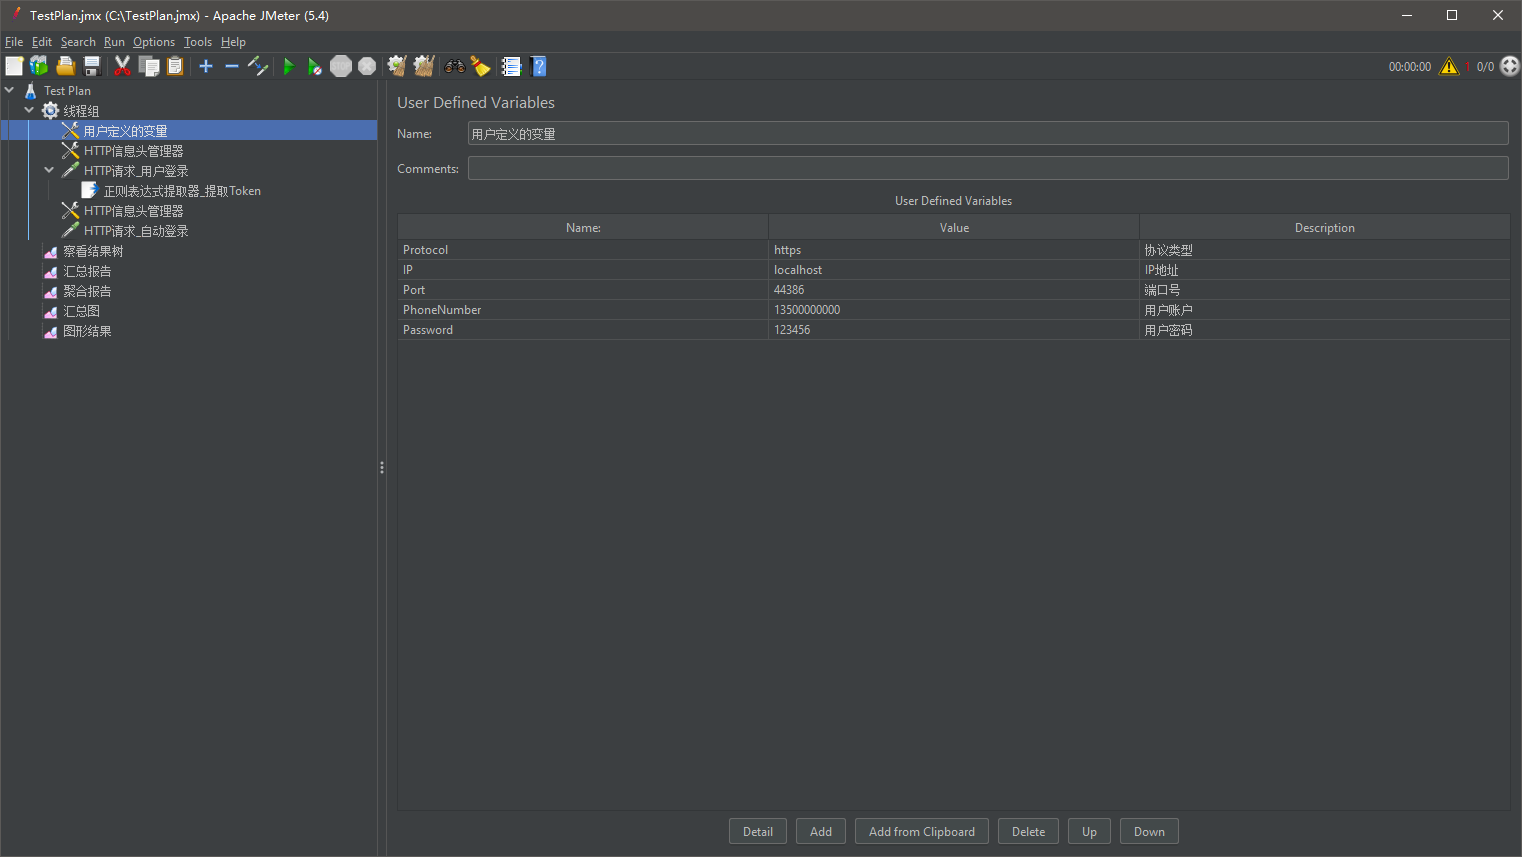 TestPlan.jmx (C:\TestPlan.jmx) - Apache JMeter (5.4)
File Edit Search Run Options Tools Help
STOP
00:00:00 1 0/0
Test Plan
线程组
用户定义的变量
HTTP信息头管理器
HTTP请求_用户登录
正则表达式提取器_提取Token
HTTP信息头管理器
HTTP请求_自动登录
察看结果树
汇总报告
聚合报告
汇总图
图形结果
User Defined Variables
Name: 用户定义的变量
Comments:
User Defined Variables
Name: Value Description
Protocol https 协议类型
IP localhost IP地址
Port 44386 端口号
PhoneNumber 13500000000 用户账户
Password 123456 用户密码
Detail Add Add from Clipboard Delete Up Down